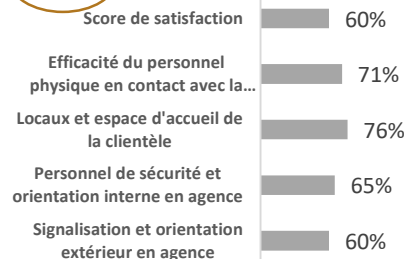 Score de satisfaction 60%
Efficacité du personnel
physique en contact avec la… 71%
Locaux et espace d'accueil de
la clientèle 76%
Personnel de sécurité et
orientation interne en agence 65%
Signalisation et orientation
extérieur en agence 60%